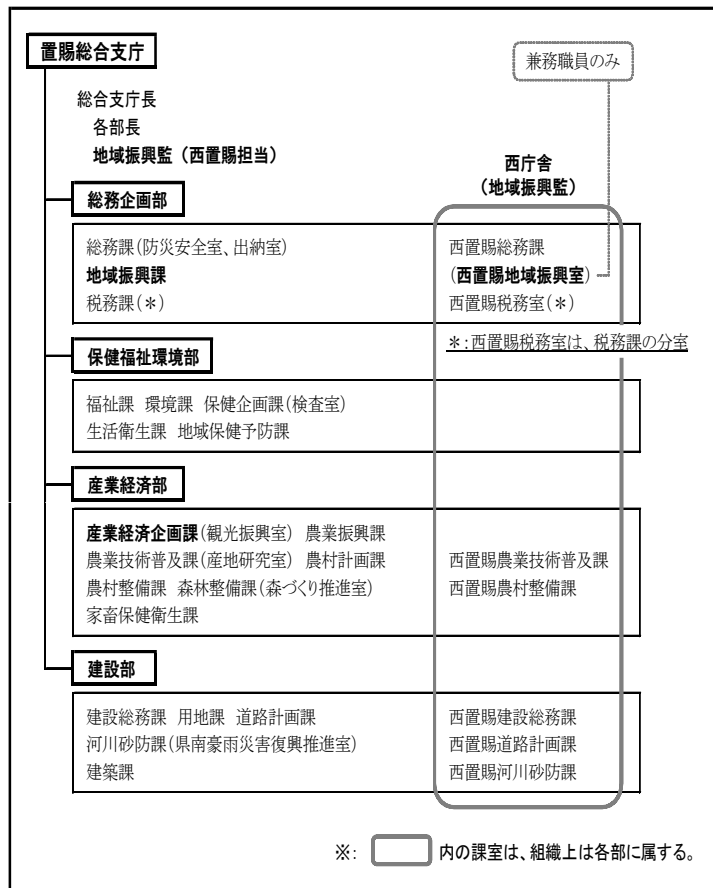 置賜総合支庁
兼務職員のみ
総合支庁長
各部長
地域振興監（西置賜担当）
西庁舎
（地域振興監）
総務企画部
総務課（防災安全室、出納室）
西置賜総務課
地域振興課
（西置賜地域振興室）
税務課（＊）
西置賜税務室（＊）
＊：西置賜税務室は、税務課の分室
保健福祉環境部
福祉課 環境課 保健企画課（検査室）
生活衛生課 地域保健予防課
産業経済部
産業経済企画課（観光振興室） 農業振興課
農業技術普及課（産地研究室） 農村計画課
西置賜農業技術普及課
農村整備課 森林整備課（森づくり推進室）
西置賜農村整備課
家畜保健衛生課
建設部
建設総務課 用地課 道路計画課
西置賜建設総務課
河川砂防課（県南豪雨災害復興推進室）
西置賜道路計画課
建築課
西置賜河川砂防課
※： 内の課室は、組織上は各部に属する。